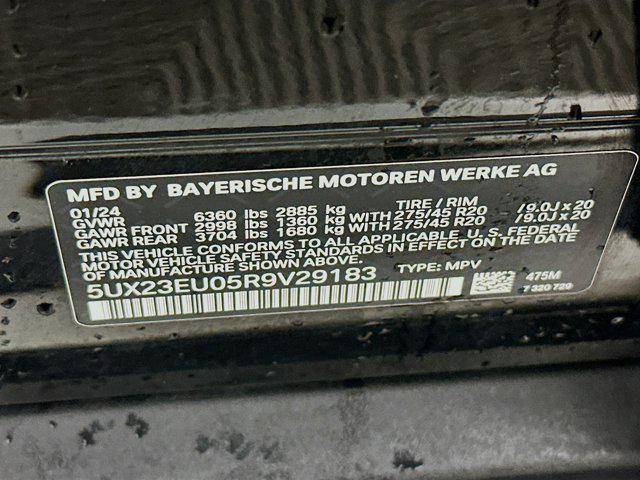 MFD BY BAYERISCHE MOTOREN WERKE AG
01/24 TIRE / RIM
GVWR 6360 lbs 2885 kg
GAWR FRONT 2998 lbs 1360 kg WITH 275/45 R20 /9.0J x 20
GAWR REAR 3704 lbs 1680 kg WITH 275/45 R20 /9.0J x 20
THIS VEHICLE CONFORMS TO ALL APPLICABLE U. S. FEDERAL
MOTOR VEHICLE SAFETY STANDARDS IN EFFECT ON THE DATE
OF MANUFACTURE SHOWN ABOVE.
5UX23EU05R9V29183 TYPE: MPV 475M
7 320 729